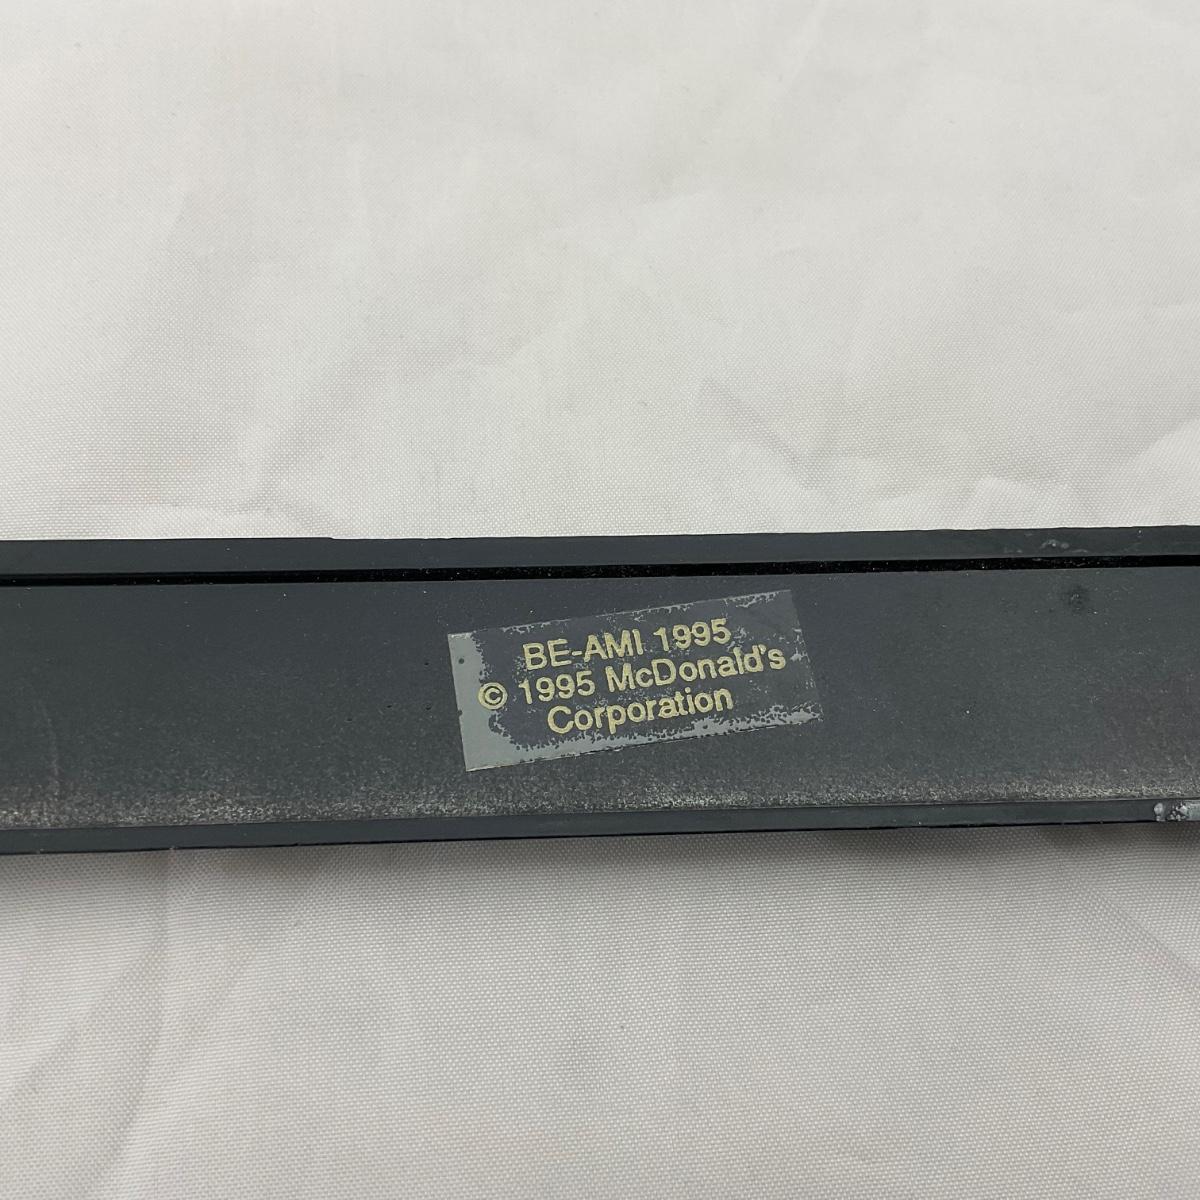 BE-AMI 1995
© 1995 McDonald's
Corporation